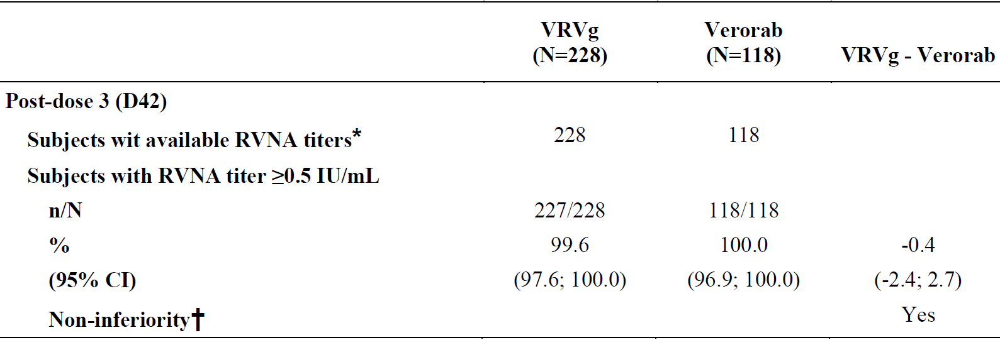 VRVg Verorab
(N=228) (N=118) VRVg - Verorab
Post-dose 3 (D42)
Subjects wit available RVNA titers* 228 118
Subjects with RVNA titer ≥0.5 IU/mL
n/N 227/228 118/118
% 99.6 100.0 -0.4
(95% CI) (97.6; 100.0) (96.9; 100.0) (-2.4; 2.7)
Non-inferiority† Yes